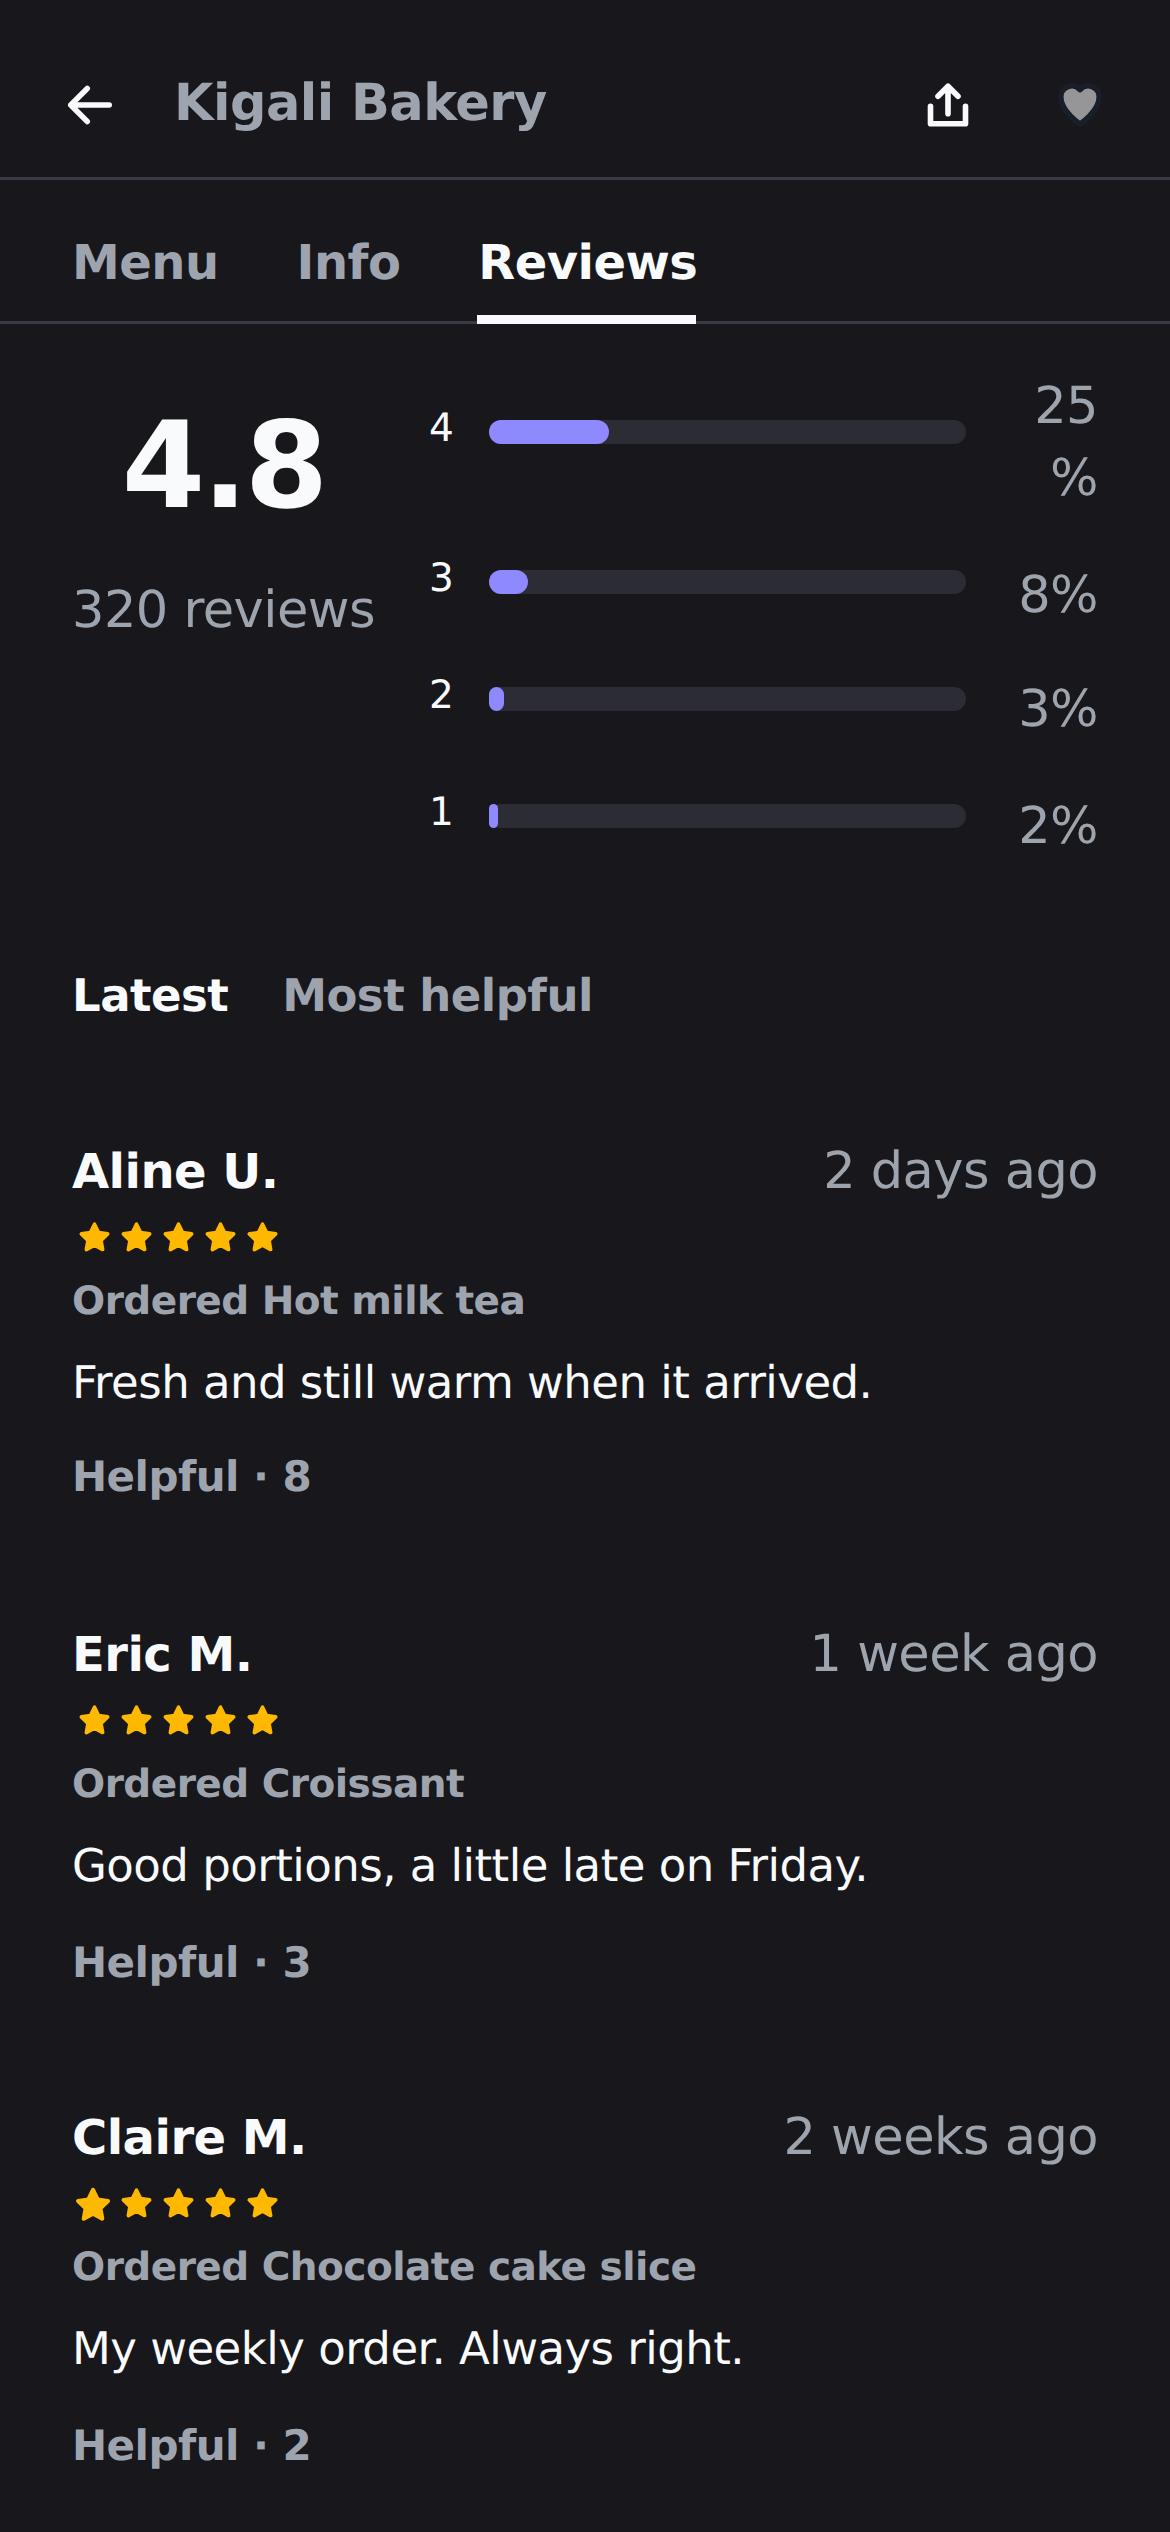 Kigali Bakery
Menu Info Reviews
4.8
320 reviews
4 25 %
3 8%
2 3%
1 2%
Latest Most helpful
Aline U. 2 days ago
Ordered Hot milk tea
Fresh and still warm when it arrived.
Helpful · 8
Eric M. 1 week ago
Ordered Croissant
Good portions, a little late on Friday.
Helpful · 3
Claire M. 2 weeks ago
Ordered Chocolate cake slice
My weekly order. Always right.
Helpful · 2